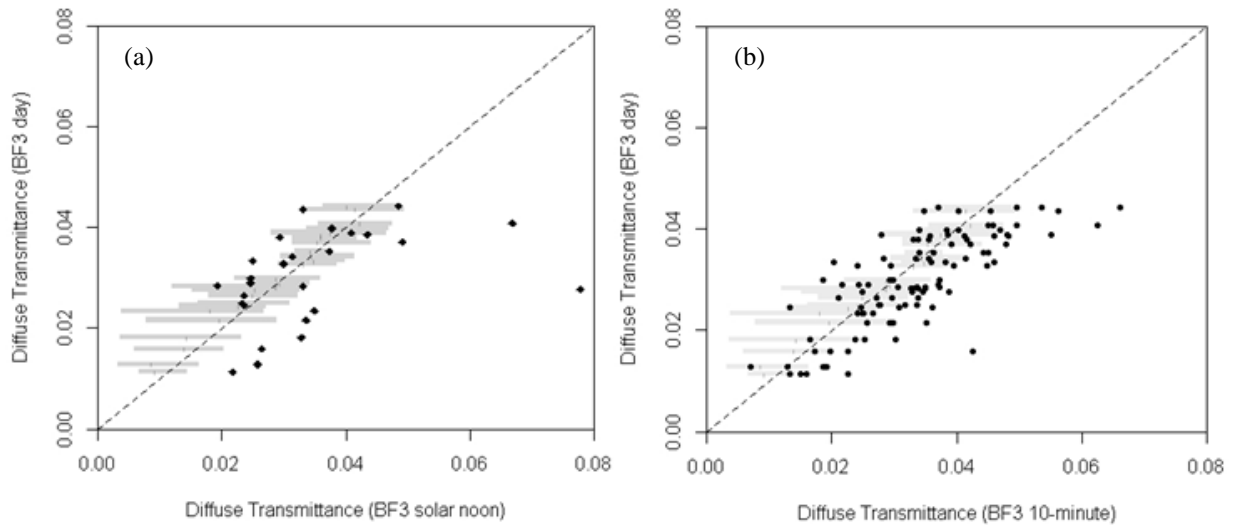 (a)
Diffuse Transmittance (BF3 day)
0.08
0.06
0.04
0.02
0.00
0.00 0.02 0.04 0.06 0.08
Diffuse Transmittance (BF3 solar noon)
(b)
Diffuse Transmittance (BF3 day)
0.08
0.06
0.04
0.02
0.00
0.00 0.02 0.04 0.06 0.08
Diffuse Transmittance (BF3 10-minute)